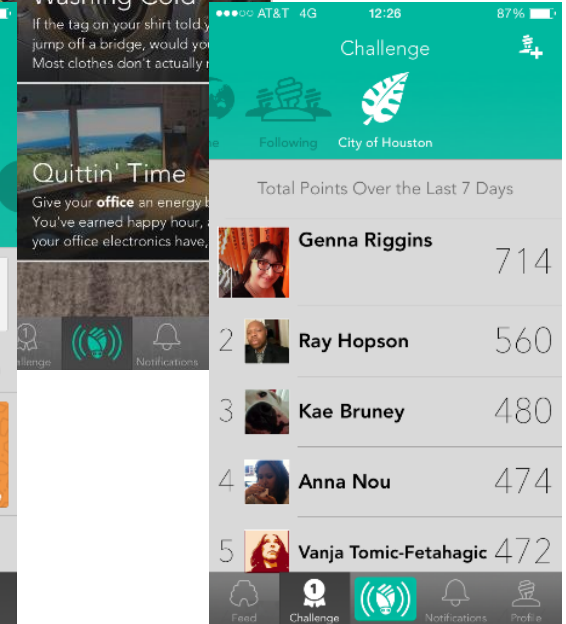 Washing Cold
If the tag on your shirt told y
jump off a bridge, would you
Most clothes don't actually
Quittin' Time
Give your office an energy b
You've earned happy hour,
your office electronics have,
Notifications
AT&T 4G 12:26 87%
Challenge
Following City of Houston
Total Points Over the Last 7 Days
Genna Riggins 714
2 Ray Hopson 560
3 Kae Bruney 480
4 Anna Nou 474
5 Vanja Tomic-Fetahagic 472
1
Feed Challenge Notifications Profile